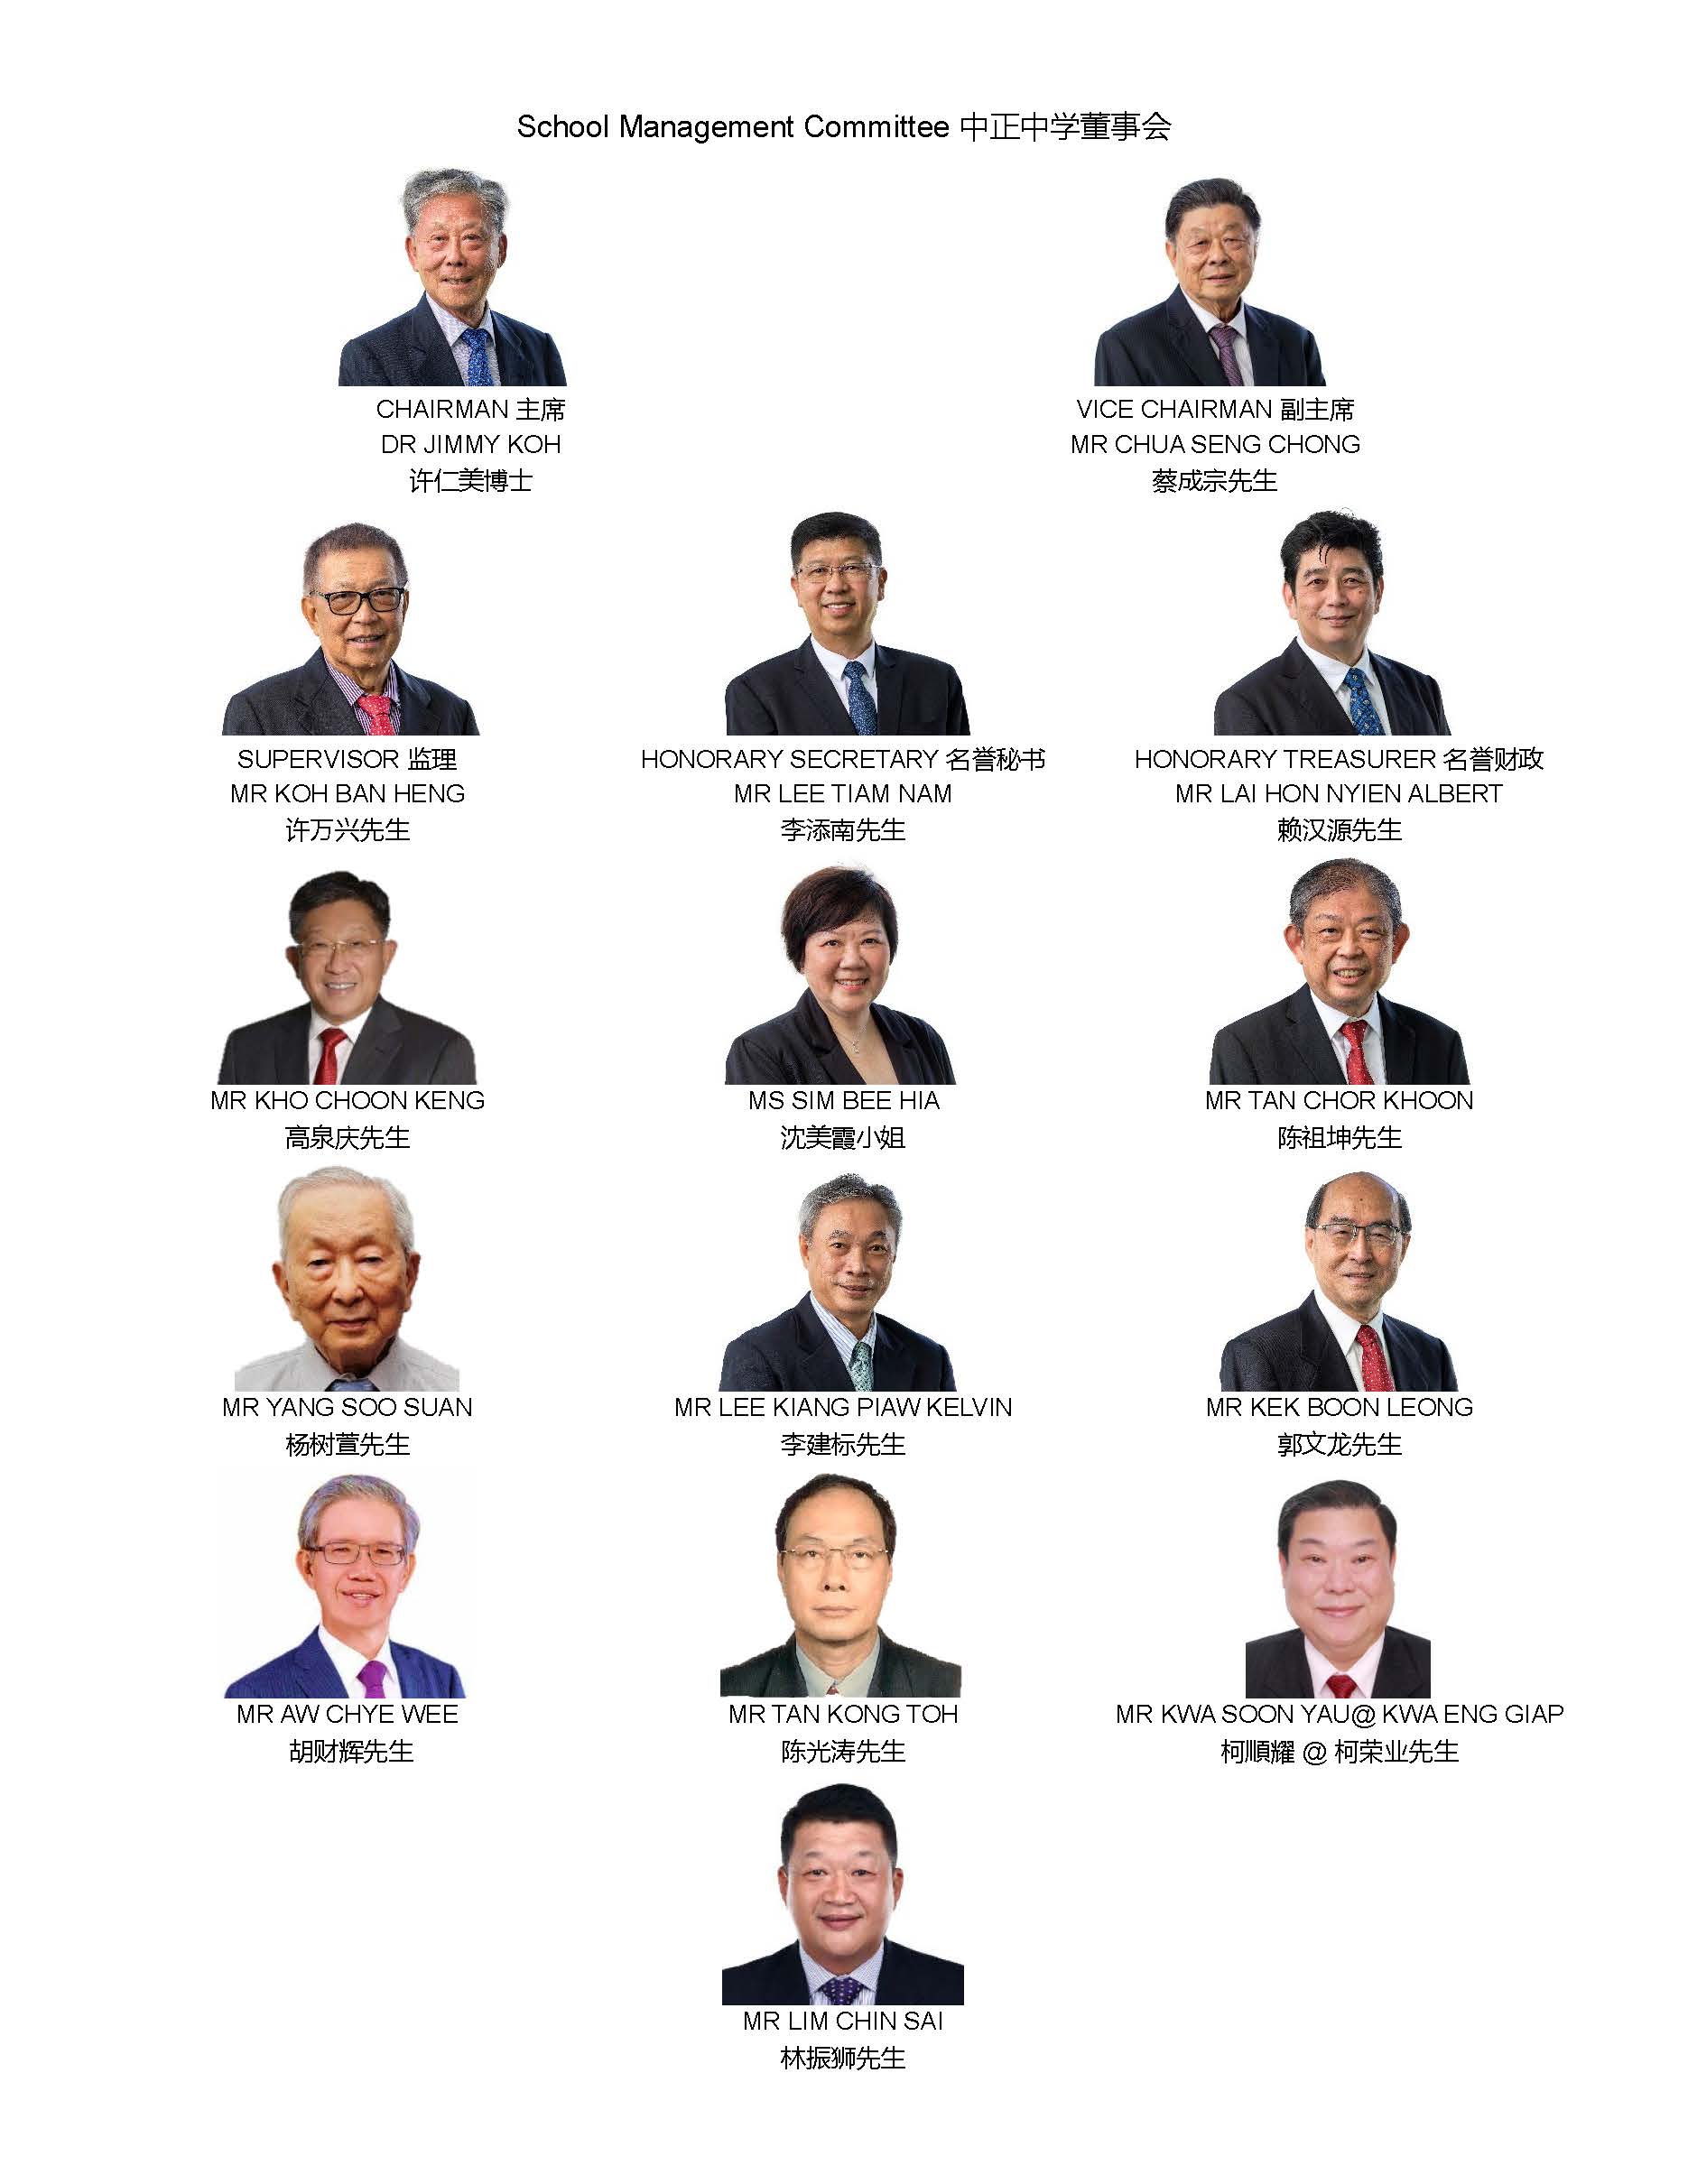 School Management Committee 中正中学董事会
CHAIRMAN 主席
DR JIMMY KOH
许仁美博士
VICE CHAIRMAN 副主席
MR CHUA SENG CHONG
蔡成宗先生
SUPERVISOR 监理
MR KOH BAN HENG
许万兴先生
HONORARY SECRETARY 名誉秘书
MR LEE TIAM NAM
李添南先生
HONORARY TREASURER 名誉财政
MR LAI HON NYIEN ALBERT
赖汉源先生
MR KHO CHOON KENG
高泉庆先生
MS SIM BEE HIA
沈美霞小姐
MR TAN CHOR KHOON
陈祖坤先生
MR YANG SOO SUAN
杨树萱先生
MR LEE KIANG PIAW KELVIN
李建标先生
MR KEK BOON LEONG
郭文龙先生
MR AW CHYE WEE
胡财辉先生
MR TAN KONG TOH
陈光涛先生
MR KWA SOON YAU@ KWA ENG GIAP
柯順耀 @ 柯荣业先生
MR LIM CHIN SAI
林振狮先生